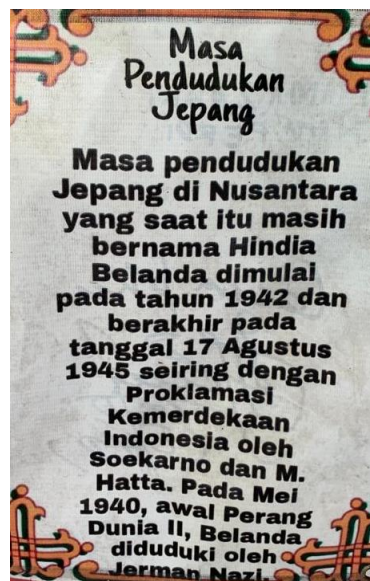 Masa
Pendudukan
Jepang
Masa pendudukan
Jepang di Nusantara
yang saat itu masih
bernama Hindia
Belanda dimulai
pada tahun 1942 dan
berakhir pada
tanggal 17 Agustus
1945 seiring dengan
Proklamasi
Kemerdekaan
Indonesia oleh
Soekarno dan M.
Hatta. Pada Mei
1940, awal Perang
Dunia II, Belanda
diduduki oleh
Jerman Nazi.